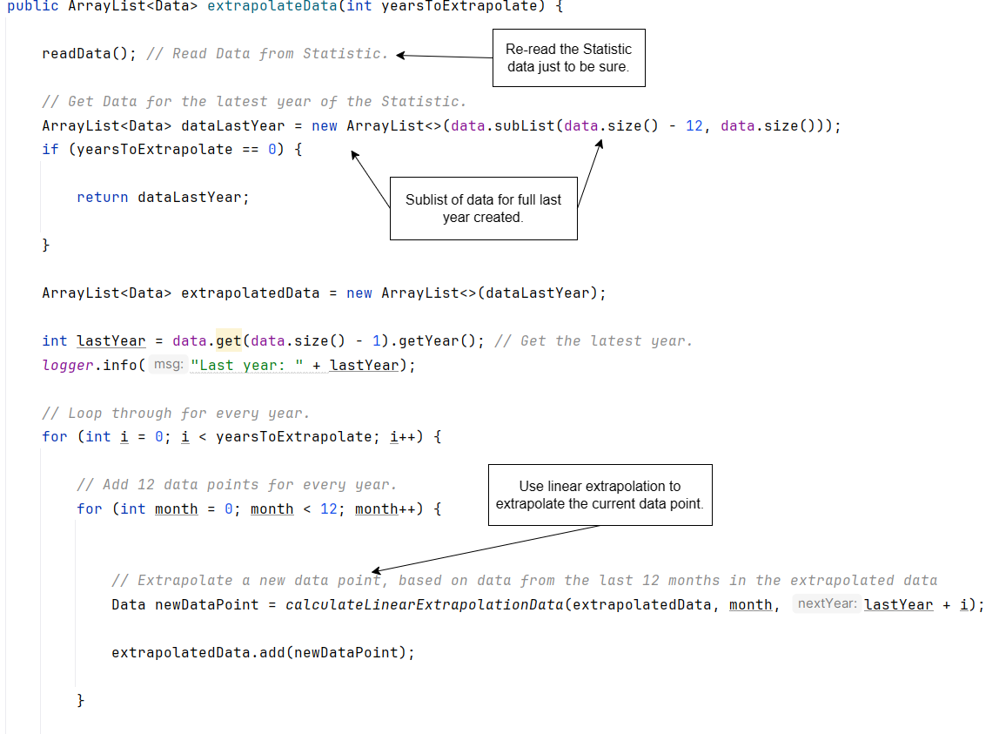 public ArrayList<Data> extrapolateData(int yearsToExtrapolate) {
readData(); // Read Data from Statistic.
Re-read the Statistic
data just to be sure.
// Get Data for the latest year of the Statistic.
ArrayList<Data> dataLastYear = new ArrayList<>(data.subList(data.size() - 12, data.size()));
if (yearsToExtrapolate == 0) {
return dataLastYear;
Sublist of data for full last
year created.
}
ArrayList<Data> extrapolatedData = new ArrayList<>(dataLastYear);
int lastYear = data.get(data.size() - 1).getYear(); // Get the latest year.
logger.info( msg: "Last year: " + lastYear);
// Loop through for every year.
for (int i = 0; i < yearsToExtrapolate; i++) {
// Add 12 data points for every year.
for (int month = 0; month < 12; month++) {
Use linear extrapolation to
extrapolate the current data point.
// Extrapolate a new data point, based on data from the last 12 months in the extrapolated data
Data newDataPoint = calculateLinearExtrapolationData(extrapolatedData, month, nextYear: lastYear + i);
extrapolatedData.add(newDataPoint);
}